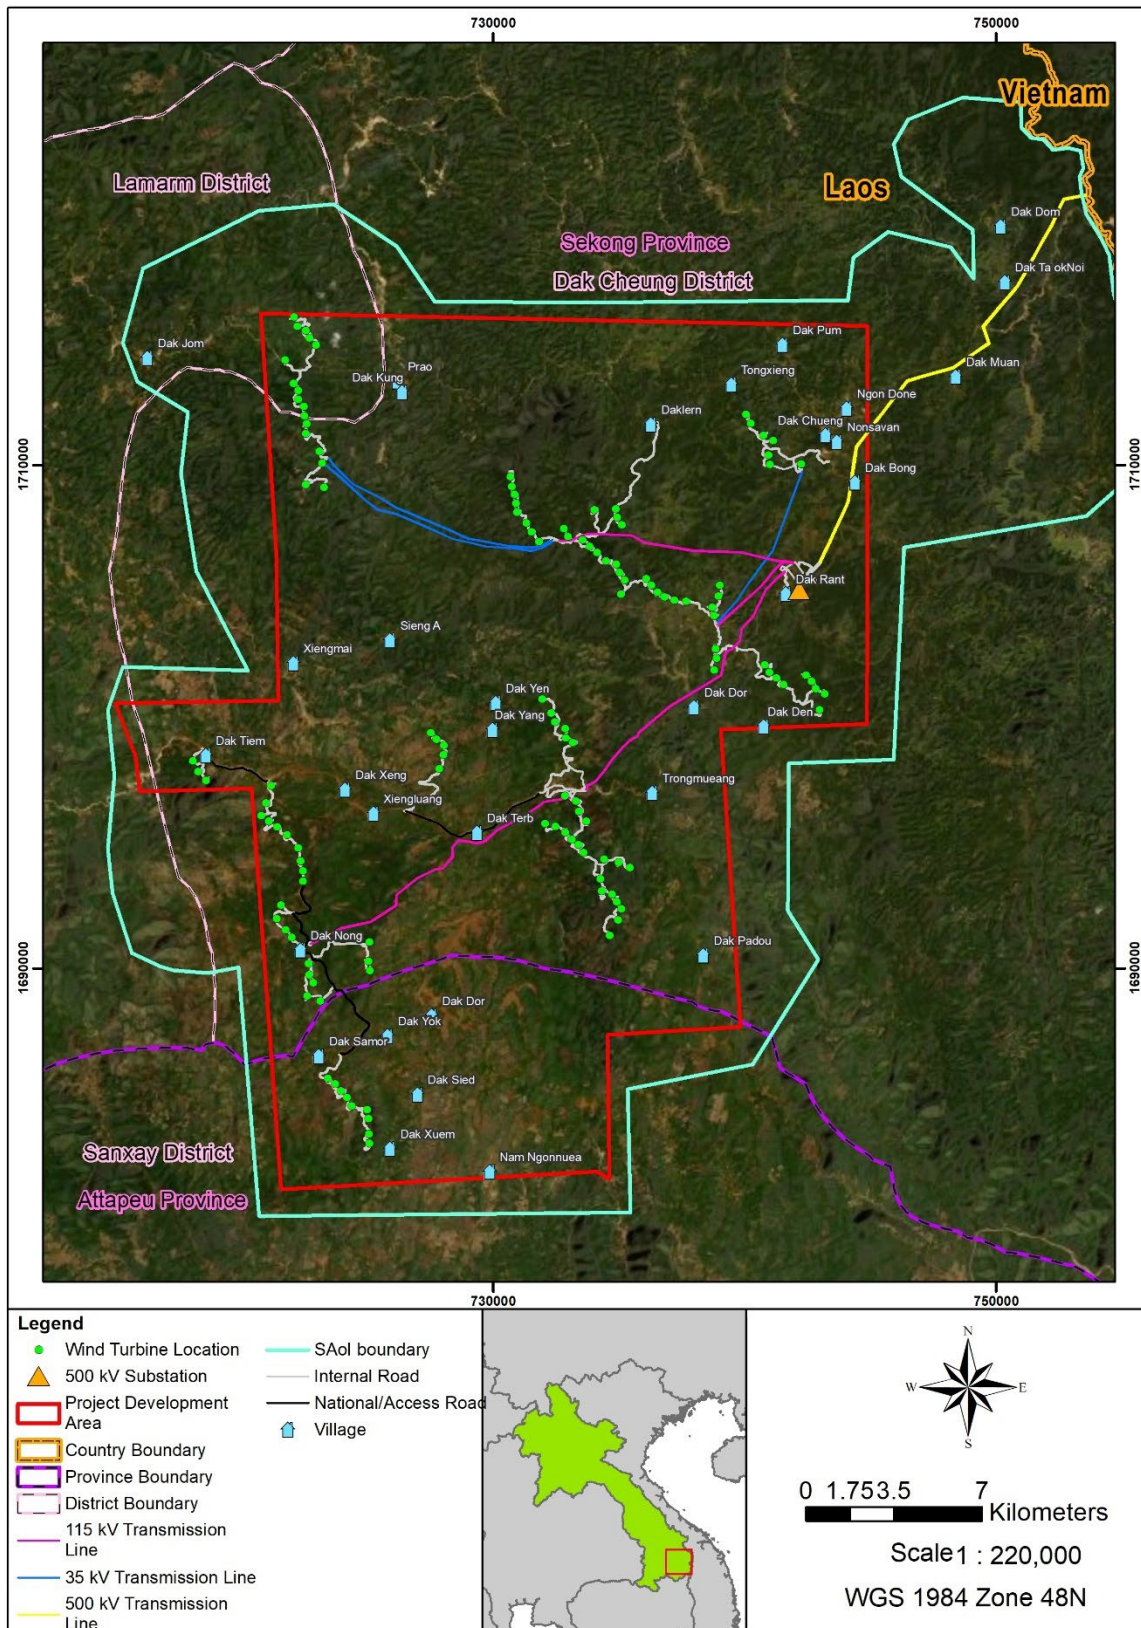 730000
750000
Vietnam
Lamarm District
Laos
Dak Dom
Sekong Province
Dak Cheung District
Dak Ta okNoi
Dak Pum
Dak Jom
Prao
Dak Kung
Tongxieng
Dak Muan
Ngon Done
Daklern
Dak Chueng
Nonsavan
1710000
1710000
Dak Bong
Dak Rant
Sieng A
Xiengmai
Dak Yen
Dak Dor
Dak Yang
Dak Den
Dak Tiem
Dak Xeng
Trongmueang
Xiengluang
Dak Terb
Dak Nong
Dak Padou
1690000
1690000
Dak Dor
Dak Yok
Dak Samor
Dak Sied
Dak Xuem
Sanxay District
Nam Ngonnuea
Attapeu Province
730000
750000
Legend
Wind Turbine Location
500 kV Substation
Project Development
Area
Country Boundary
Province Boundary
District Boundary
115 kV Transmission
Line
35 kV Transmission Line
500 kV Transmission
Line
SAoI boundary
Internal Road
National/Access Road
Village
N
W
E
S
0 1.75 3.5 7
Kilometers
Scale 1 : 220,000
WGS 1984 Zone 48N